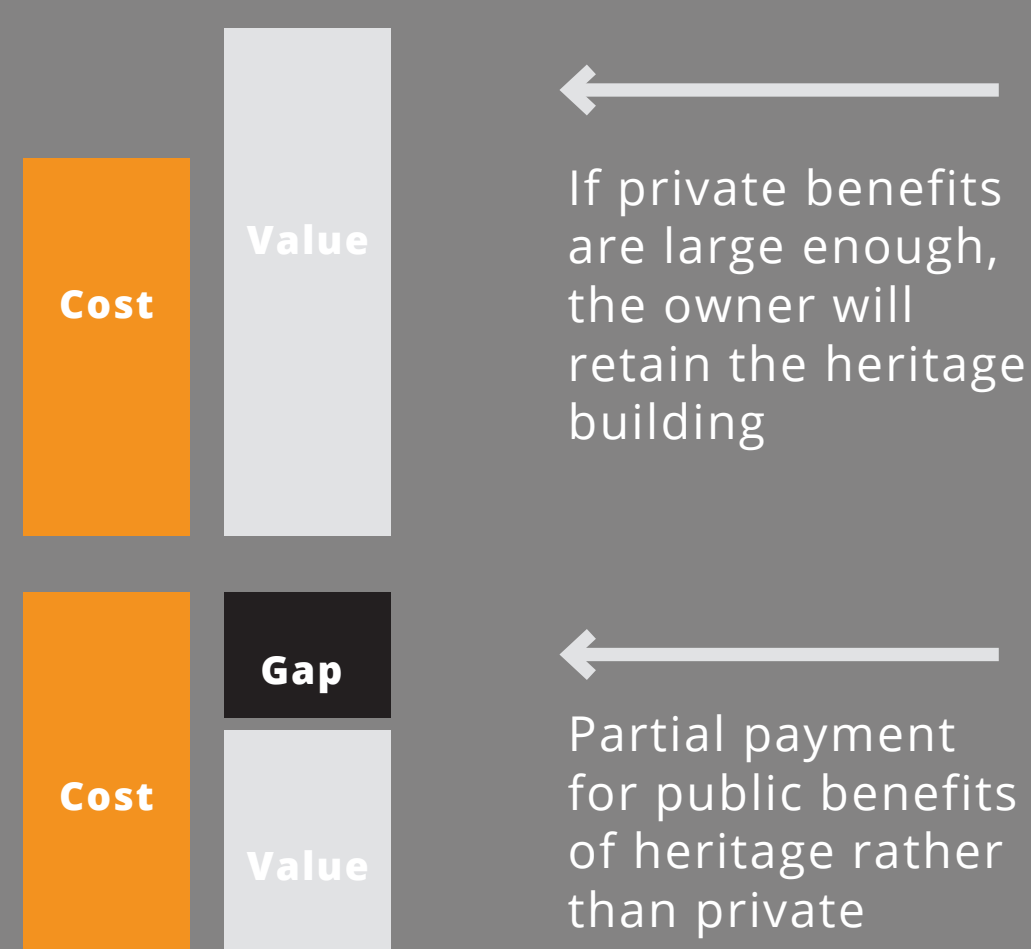 Value
Cost
If private benefits
are large enough,
the owner will
retain the heritage
building
Gap
Cost
Value
Partial payment
for public benefits
of heritage rather
than private